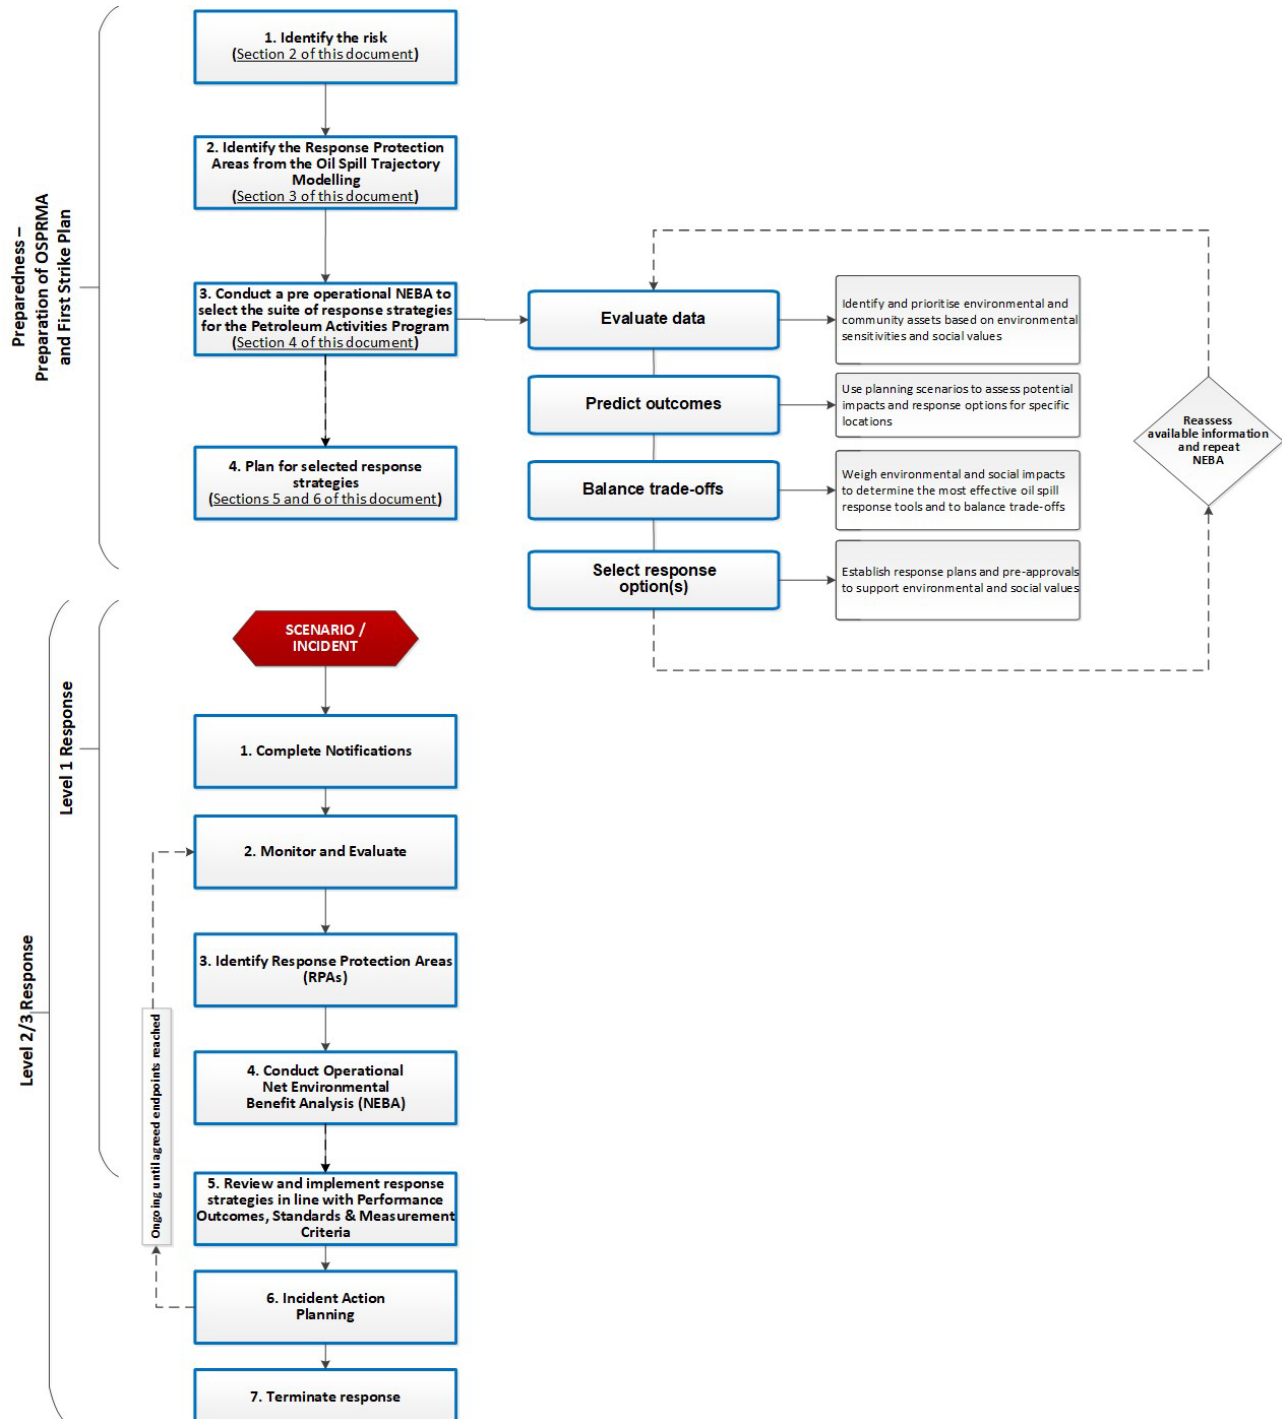 Preparedness –
Preparation of OSPRMA
and First Strike Plan
1. Identify the risk
(Section 2 of this document)
2. Identify the Response Protection
Areas from the Oil Spill Trajectory
Modelling
(Section 3 of this document)
3. Conduct a pre operational NEBA to
select the suite of response strategies
for the Petroleum Activities Program
(Section 4 of this document)
4. Plan for selected response
strategies
(Sections 5 and 6 of this document)
Evaluate data
Identify and prioritise environmental and
community assets based on environmental
sensitivities and social values
Predict outcomes
Use planning scenarios to assess potential
impacts and response options for specific
locations
Balance trade-offs
Weigh environmental and social impacts
to determine the most effective oil spill
response tools and to balance trade-offs
Select response
option(s)
Establish response plans and pre-approvals
to support environmental and social values
Reassess
available information
and repeat
NEBA
Level 2/3 Response
Level 1 Response
SCENARIO /
INCIDENT
1. Complete Notifications
2. Monitor and Evaluate
3. Identify Response Protection Areas
(RPAs)
4. Conduct Operational
Net Environmental
Benefit Analysis (NEBA)
5. Review and implement response
strategies in line with Performance
Outcomes, Standards & Measurement
Criteria
6. Incident Action
Planning
7. Terminate response
Ongoing until agreed endpoints reached